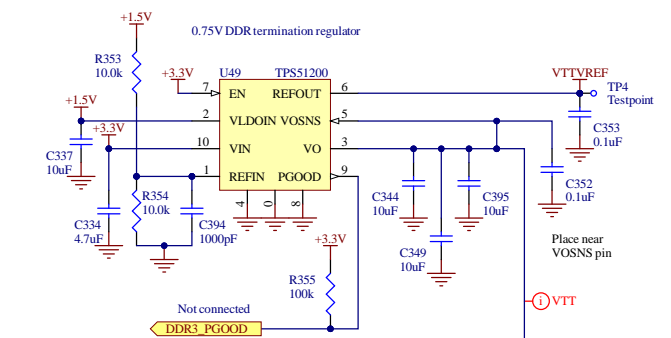 +1.5V
0.75V DDR termination regulator
R353
10.0k
+3.3V
U49
TPS51200
VTTVREF
7
EN
REFOUT
6
TP4
Testpoint
+1.5V
2
VLDOIN
VOSNS
5
C353
0.1uF
+3.3V
10
VIN
VO
3
C337
10uF
1
REFIN
PGOOD
9
C352
0.1uF
R354
10.0k
4
0
8
C344
10uF
C395
10uF
C334
4.7uF
C394
1000pF
+3.3V
C349
10uF
Place near
VOSNS pin
R355
100k
i
VTT
Not connected
DDR3_PGOOD